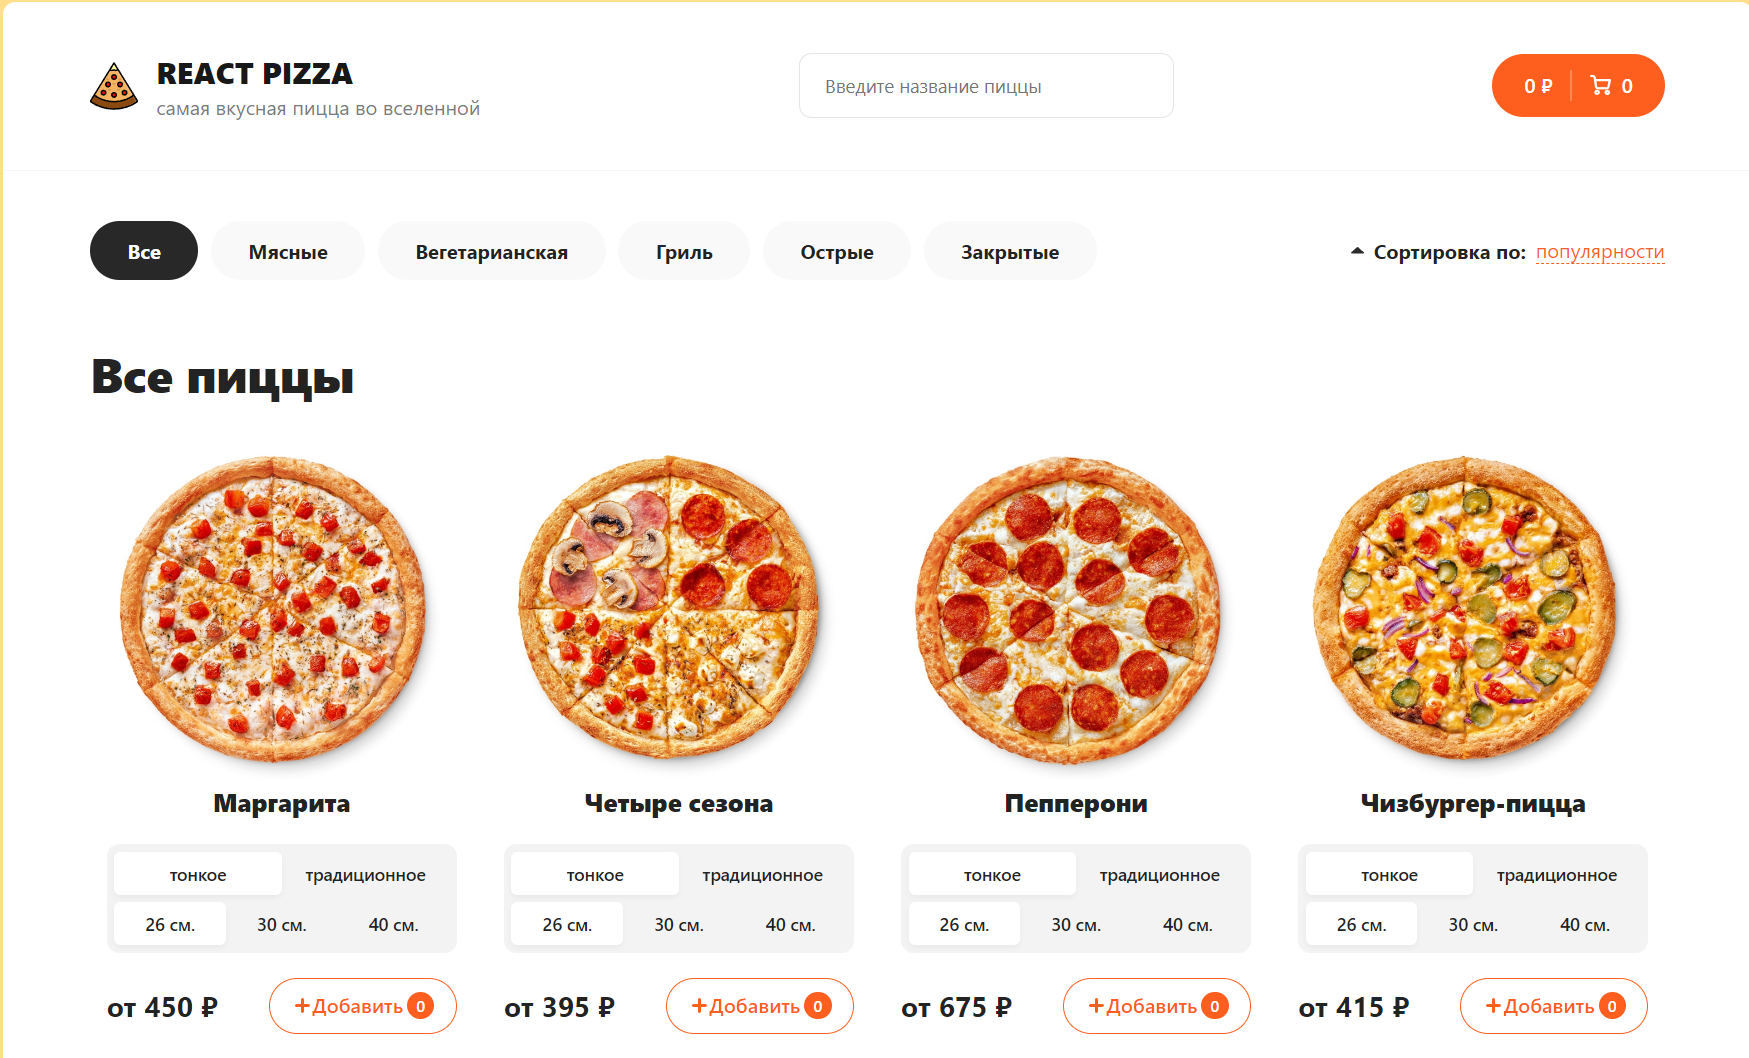 REACT PIZZA
самая вкусная пицца во вселенной
Введите название пиццы
0 ₽ 0
Все Мясные Вегетарианская Гриль Острые Закрытые Сортировка по: популярности
Все пиццы
Маргарита Четыре сезона Пепперони Чизбургер-пицца
тонкое традиционное тонкое традиционное тонкое традиционное тонкое традиционное
26 см. 30 см. 40 см. 26 см. 30 см. 40 см. 26 см. 30 см. 40 см. 26 см. 30 см. 40 см.
от 450 ₽ +Добавить 0 от 395 ₽ +Добавить 0 от 675 ₽ +Добавить 0 от 415 ₽ +Добавить 0